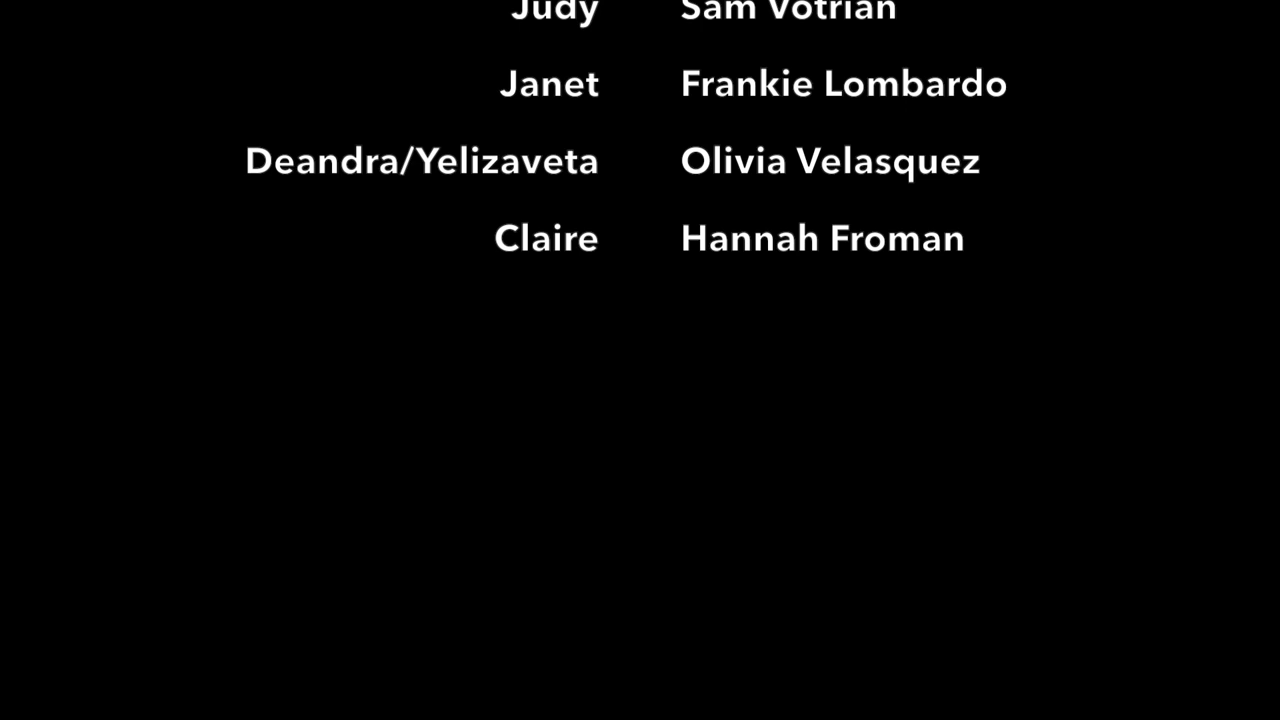 Judy Sam Votrian
Janet Frankie Lombardo
Deandra/Yelizaveta Olivia Velasquez
Claire Hannah Froman